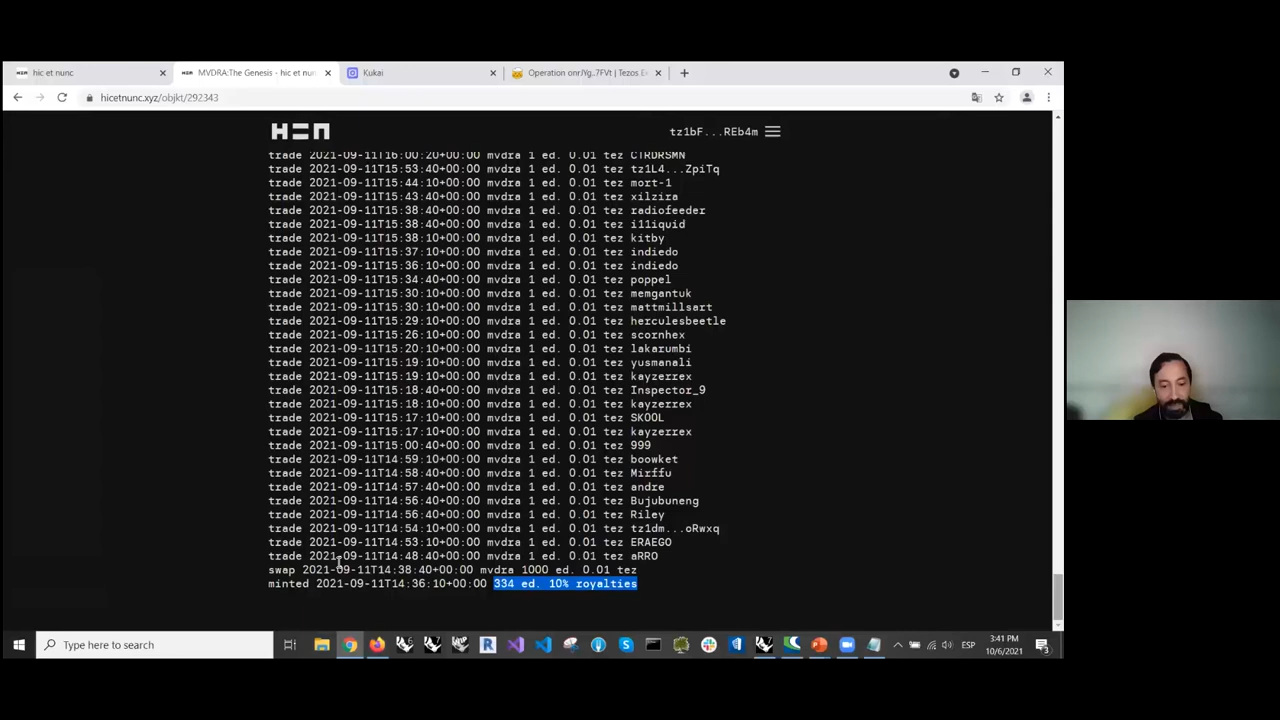 hic et nunc
MVDRA:The Genesis - hic et nun
Kukai
Operation onrJYg..7FVt | Tezos E
hicetnunc.xyz/objkt/292343
H=N
tz1bF...REb4m
trade 2021-09-11T16:00:20+00:00 mvdra 1 ed. 0.01 tez CTRDRSMN
trade 2021-09-11T15:53:40+00:00 mvdra 1 ed. 0.01 tez tz1L4...ZpiTq
trade 2021-09-11T15:44:10+00:00 mvdra 1 ed. 0.01 tez mort-1
trade 2021-09-11T15:43:40+00:00 mvdra 1 ed. 0.01 tez xilzira
trade 2021-09-11T15:38:40+00:00 mvdra 1 ed. 0.01 tez radiofeeder
trade 2021-09-11T15:38:40+00:00 mvdra 1 ed. 0.01 tez i11iquid
trade 2021-09-11T15:38:10+00:00 mvdra 1 ed. 0.01 tez kitby
trade 2021-09-11T15:37:10+00:00 mvdra 1 ed. 0.01 tez indiedo
trade 2021-09-11T15:36:10+00:00 mvdra 1 ed. 0.01 tez indiedo
trade 2021-09-11T15:34:40+00:00 mvdra 1 ed. 0.01 tez poppel
trade 2021-09-11T15:30:10+00:00 mvdra 1 ed. 0.01 tez memgantuk
trade 2021-09-11T15:30:10+00:00 mvdra 1 ed. 0.01 tez mattmillsart
trade 2021-09-11T15:29:10+00:00 mvdra 1 ed. 0.01 tez herculesbeetle
trade 2021-09-11T15:26:10+00:00 mvdra 1 ed. 0.01 tez scornhex
trade 2021-09-11T15:20:10+00:00 mvdra 1 ed. 0.01 tez lakarumbi
trade 2021-09-11T15:19:10+00:00 mvdra 1 ed. 0.01 tez yusmanali
trade 2021-09-11T15:19:10+00:00 mvdra 1 ed. 0.01 tez kayzerrex
trade 2021-09-11T15:18:40+00:00 mvdra 1 ed. 0.01 tez Inspector_9
trade 2021-09-11T15:18:10+00:00 mvdra 1 ed. 0.01 tez kayzerrex
trade 2021-09-11T15:17:10+00:00 mvdra 1 ed. 0.01 tez SKOOL
trade 2021-09-11T15:17:10+00:00 mvdra 1 ed. 0.01 tez kayzerrex
trade 2021-09-11T15:00:40+00:00 mvdra 1 ed. 0.01 tez 999
trade 2021-09-11T14:59:10+00:00 mvdra 1 ed. 0.01 tez boowket
trade 2021-09-11T14:58:40+00:00 mvdra 1 ed. 0.01 tez Mirffu
trade 2021-09-11T14:57:40+00:00 mvdra 1 ed. 0.01 tez andre
trade 2021-09-11T14:56:40+00:00 mvdra 1 ed. 0.01 tez Bujubuneng
trade 2021-09-11T14:56:40+00:00 mvdra 1 ed. 0.01 tez Riley
trade 2021-09-11T14:54:10+00:00 mvdra 1 ed. 0.01 tez tz1dm...oRwxq
trade 2021-09-11T14:53:10+00:00 mvdra 1 ed. 0.01 tez ERAEGO
trade 2021-09-11T14:48:40+00:00 mvdra 1 ed. 0.01 tez aRRO
swap 2021-09-11T14:38:40+00:00 mvdra 1000 ed. 0.01 tez
minted 2021-09-11T14:36:10+00:00 334 ed. 10% royalties
Type here to search
ESP
3:41 PM
10/6/2021